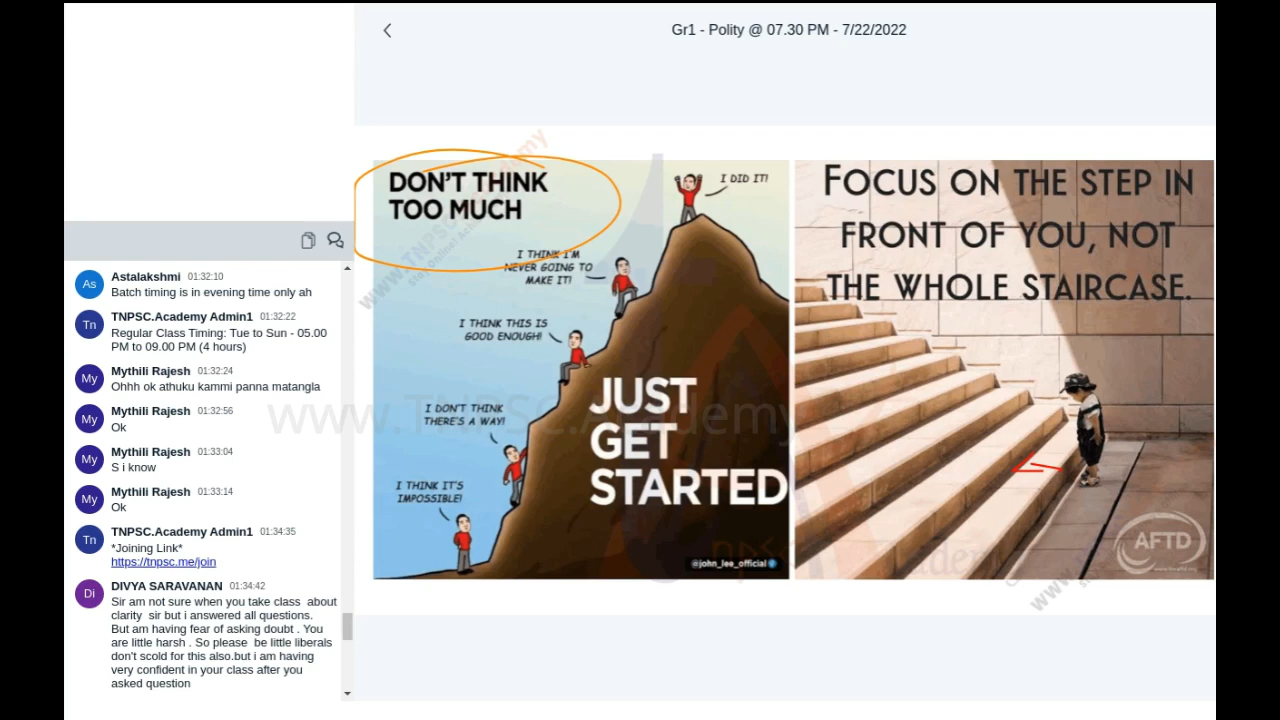 Gr1 - Polity @ 07.30 PM - 7/22/2022
Astalakshmi 01:32:10
Batch timing is in evening time only ah
TNPSC.Academy Admin1 01:32:22
Regular Class Timing: Tue to Sun - 05.00
PM to 09.00 PM (4 hours)
Mythili Rajesh 01:32:24
Ohhh ok athuku kammi panna matangla
Mythili Rajesh 01:32:56
Ok
Mythili Rajesh 01:33:04
S i know
Mythili Rajesh 01:33:14
Ok
TNPSC.Academy Admin1 01:34:35
*Joining Link*
https://tnpsc.me/join
DIVYA SARAVANAN 01:34:42
Sir am not sure when you take class about
clarity sir but i answered all questions.
But am having fear of asking doubt . You
are little harsh . So please be little liberals
don't scold for this also.but i am having
very confident in your class after you
asked question
As
Tn
My
My
My
My
Tn
Di
DON'T THINK
TOO MUCH
I DID IT!
I THINK I'M
NEVER GOING TO
MAKE IT!
I THINK THIS IS
GOOD ENOUGH!
I DON'T THINK
THERE'S A WAY!
I THINK IT'S
IMPOSSIBLE!
JUST
GET
STARTED
@john_lee_official
FOCUS ON THE STEP IN
FRONT OF YOU, NOT
THE WHOLE STAIRCASE.
AFTD
www.TNPSC.Academy